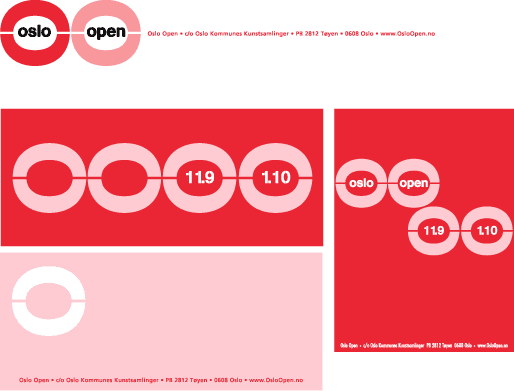 oslo open Oslo Open • c/o Oslo Kommunes Kunstsamlinger • PB 2812 Tøyen • 0608 Oslo • www.OsloOpen.no
11.9 1.10
oslo open
11.9 1.10
Oslo Open • c/o Oslo Kommunes Kunstsamlinger PB 2812 Tøyen 0608 Oslo • www.OsloOpen.no
Oslo Open • c/o Oslo Kommunes Kunstsamlinger • PB 2812 Tøyen • 0608 Oslo • www.OsloOpen.no